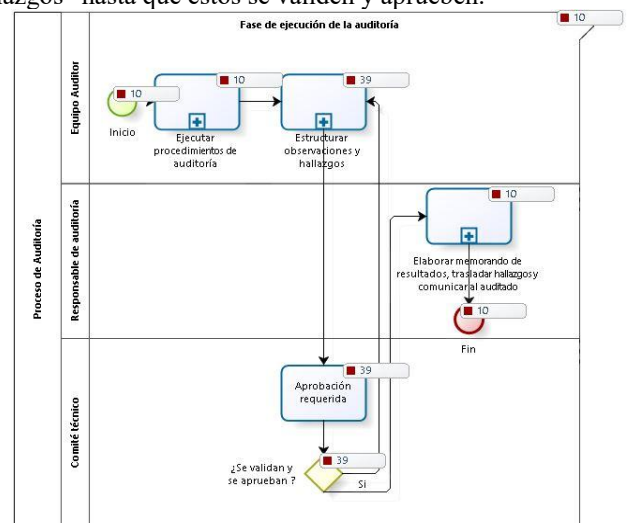 lazgos" hasta que estos se validen y aprueben.
Fase de ejecución de la auditoría
10
Proceso de Auditoría
Equipo Auditor
10
Inicio
10
Ejecutar
procedimientos de
auditoría
39
Estructurar
observaciones y
hallazgos
Responsable de auditoría
10
Elaborar memorando de
resultados, trasladar hallazgos y
comunicar al auditado
10
Fin
Comité técnico
39
Aprobación
requerida
39
¿Se validan y
se aprueban ?
Si